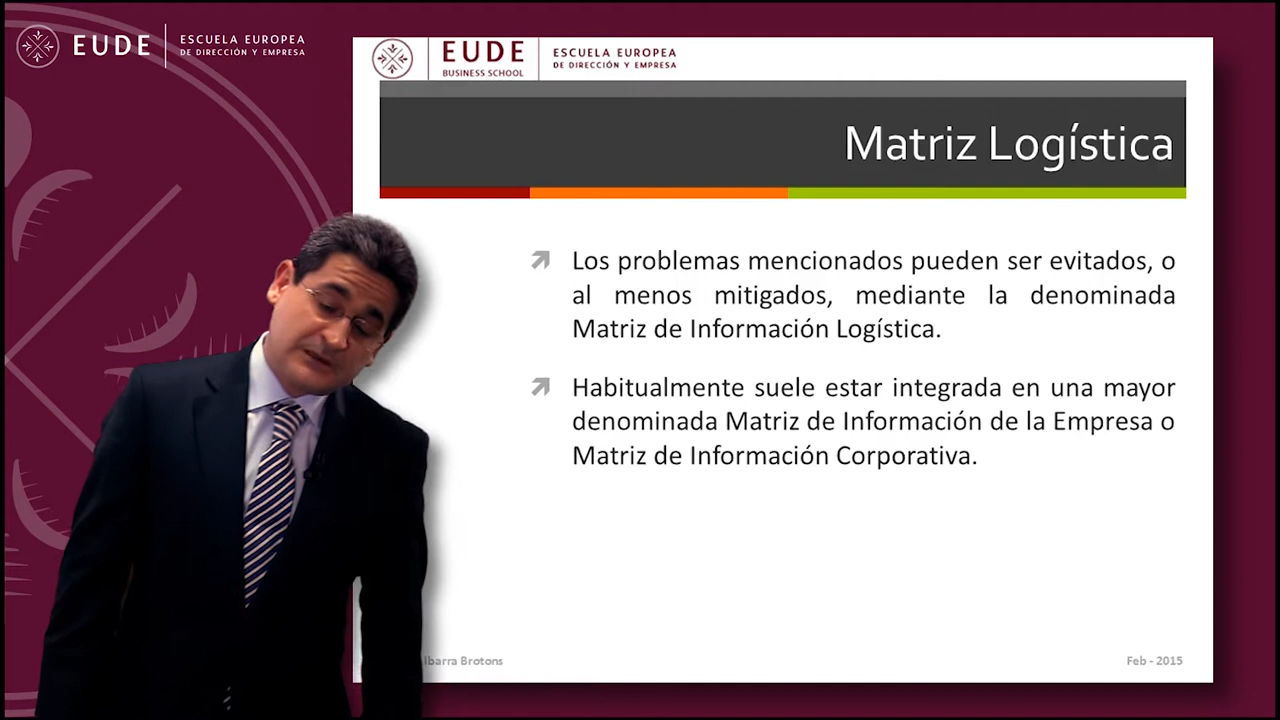 EUDE
ESCUELA EUROPEA
DE DIRECCIÓN Y EMPRESA
EUDE
BUSINESS SCHOOL
ESCUELA EUROPEA
DE DIRECCIÓN Y EMPRESA
Matriz Logística
Los problemas mencionados pueden ser evitados, o
al menos mitigados, mediante la denominada
Matriz de Información Logística.
Habitualmente suele estar integrada en una mayor
denominada Matriz de Información de la Empresa o
Matriz de Información Corporativa.
Ibarra Brotons
Feb - 2015